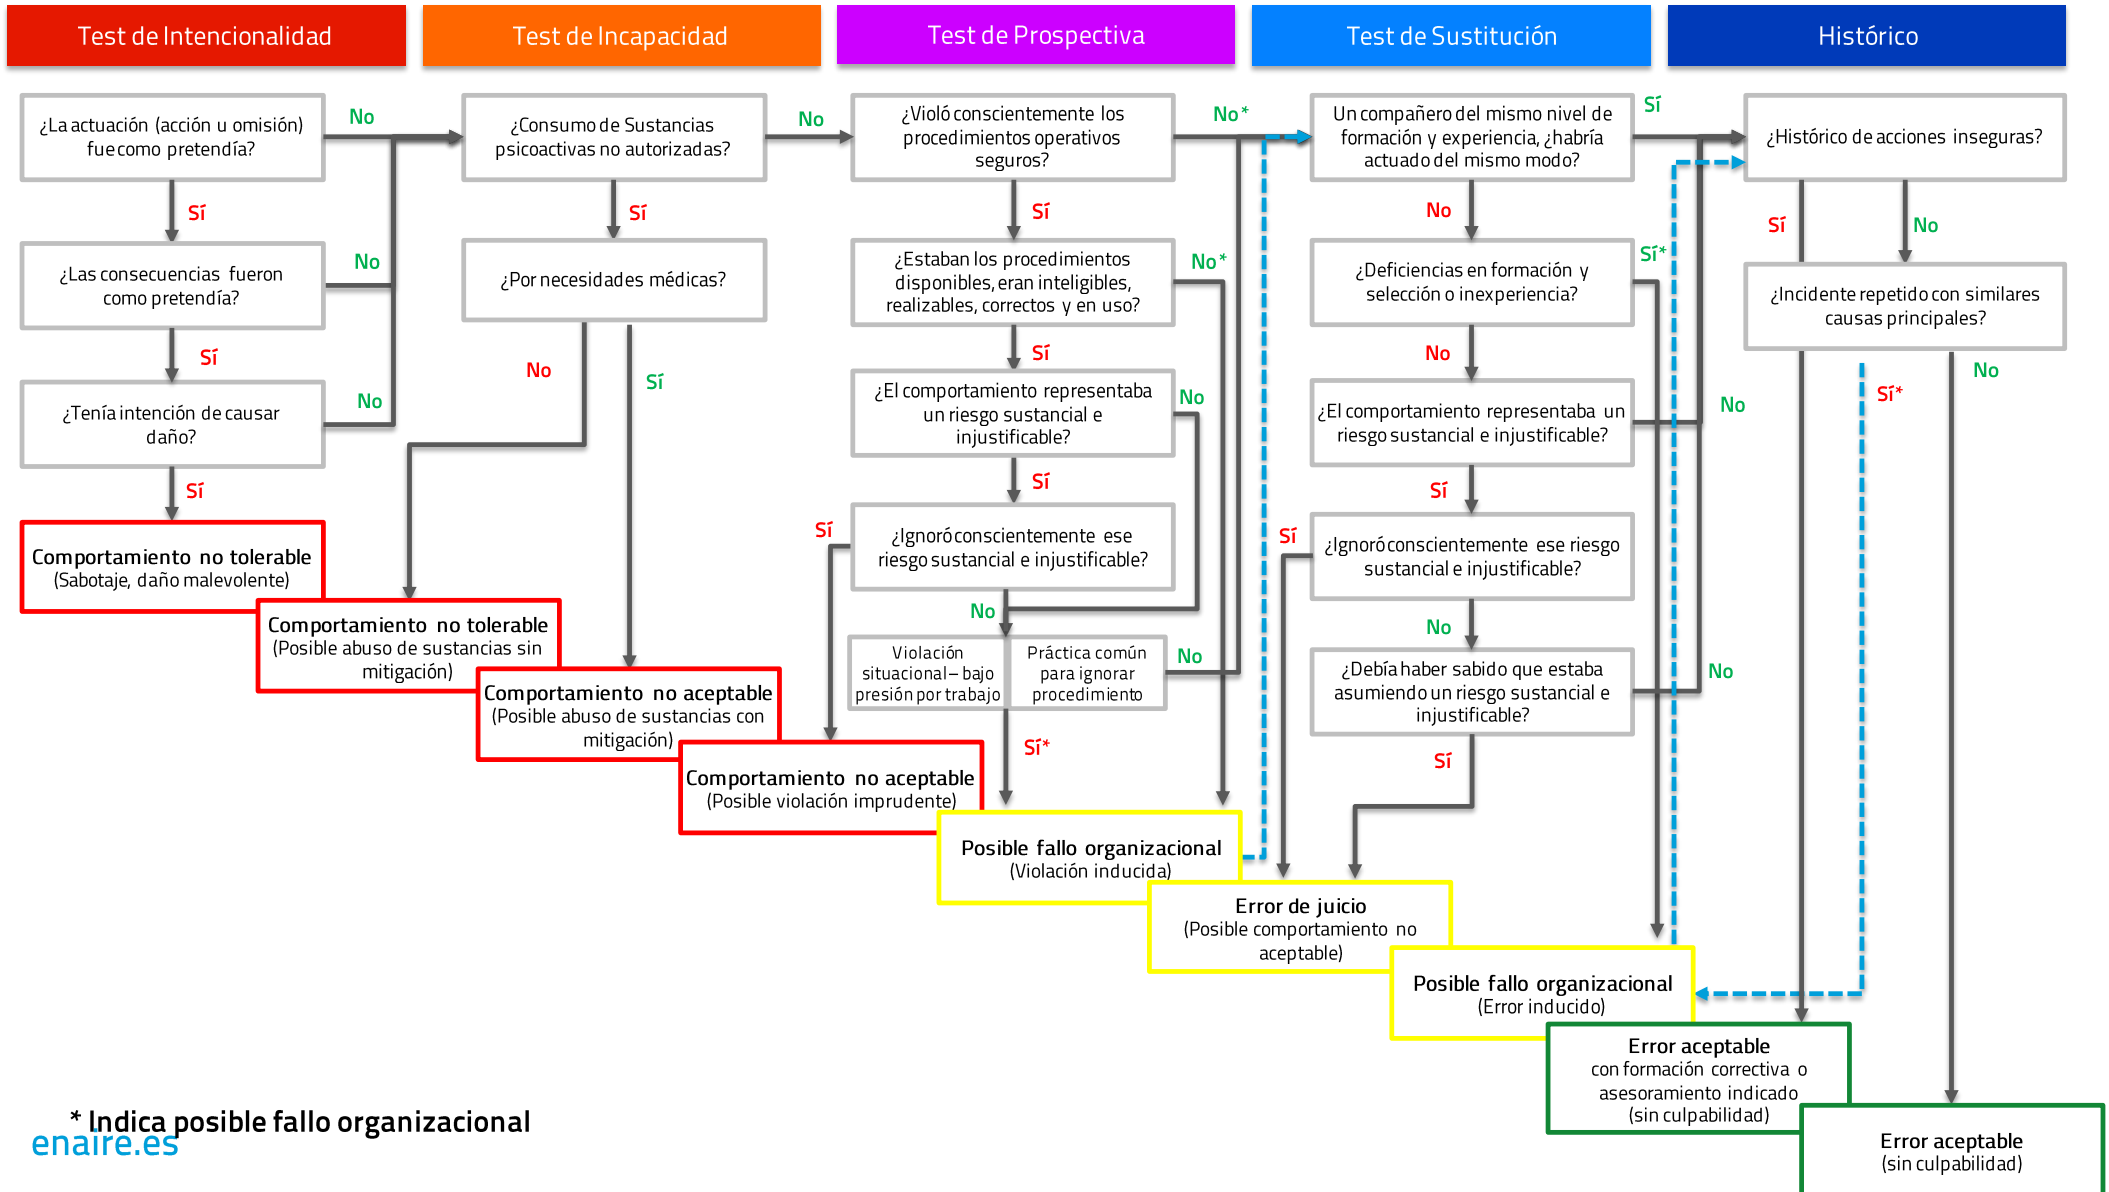 Test de Intencionalidad
Test de Incapacidad
Test de Prospectiva
Test de Sustitución
Histórico
¿La actuación (acción u omisión)
fue como pretendía?
No
Sí
¿Las consecuencias fueron
como pretendía?
No
Sí
¿Tenía intención de causar
daño?
No
Sí
Comportamiento no tolerable
(Sabotaje, daño malevolente)
¿Consumo de Sustancias
psicoactivas no autorizadas?
No
Sí
¿Por necesidades médicas?
No
Sí
Comportamiento no tolerable
(Posible abuso de sustancias sin
mitigación)
Comportamiento no aceptable
(Posible abuso de sustancias con
mitigación)
¿Violó conscientemente los
procedimientos operativos
seguros?
No*
Sí
¿Estaban los procedimientos
disponibles, eran inteligibles,
realizables, correctos y en uso?
No*
Sí
¿El comportamiento representaba
un riesgo sustancial e
injustificable?
No
Sí
¿Ignoró conscientemente ese
riesgo sustancial e injustificable?
Sí
No
Violación
situacional – bajo
presión por trabajo
Práctica común
para ignorar
procedimiento
No
Sí*
Comportamiento no aceptable
(Posible violación imprudente)
Posible fallo organizacional
(Violación inducida)
Un compañero del mismo nivel de
formación y experiencia, ¿habría
actuado del mismo modo?
Sí
No
¿Deficiencias en formación y
selección o inexperiencia?
Sí*
No
¿El comportamiento representaba un
riesgo sustancial e injustificable?
No
Sí
¿Ignoró conscientemente ese riesgo
sustancial e injustificable?
Sí
No
¿Debía haber sabido que estaba
asumiendo un riesgo sustancial e
injustificable?
No
Sí
Error de juicio
(Posible comportamiento no
aceptable)
Posible fallo organizacional
(Error inducido)
¿Histórico de acciones inseguras?
Sí
No
¿Incidente repetido con similares
causas principales?
Sí*
No
Error aceptable
con formación correctiva o
asesoramiento indicado
(sin culpabilidad)
Error aceptable
(sin culpabilidad)
* Indica posible fallo organizacional
enaire.es